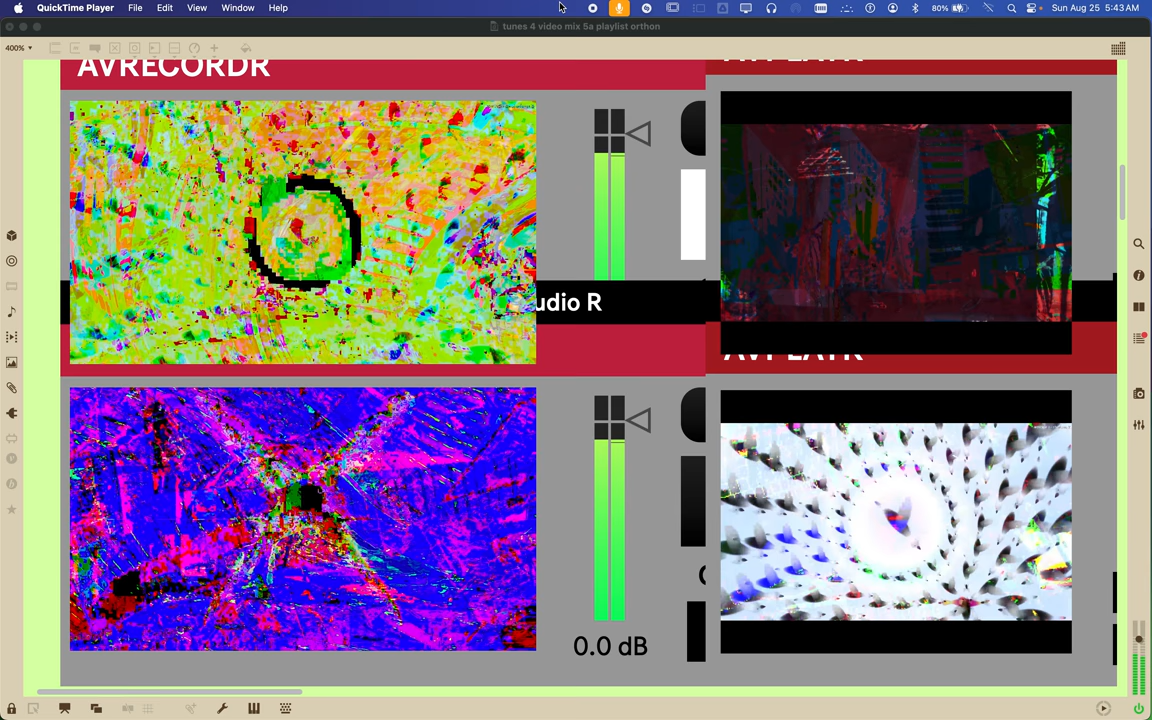 QuickTime Player File Edit View Window Help 80% Sun Aug 25 5:43 AM
tunes 4 video mix 5a playlist orthon
400%
AVRECORDR
udio R
0.0 dB